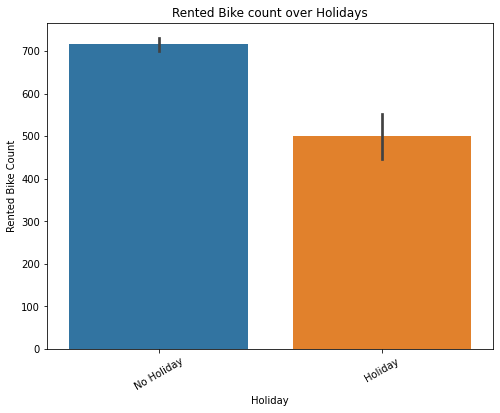 Rented Bike count over Holidays
Rented Bike Count
700
600
500
400
300
200
100
0
No Holiday
Holiday
Holiday